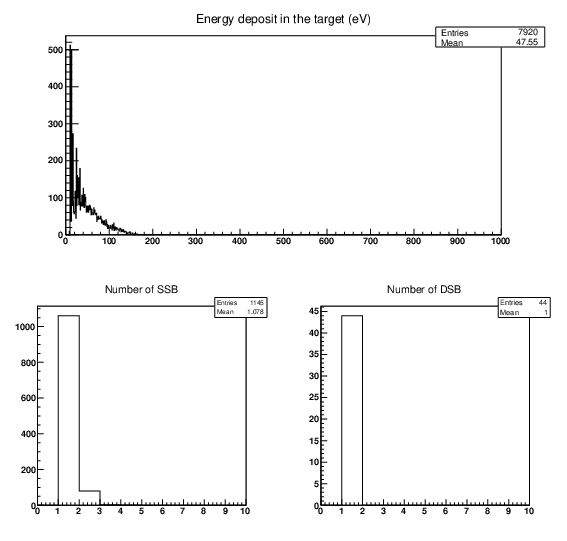 Energy deposit in the target (eV)
Entries 7920
Mean 47.55
500
400
300
200
100
0
0 100 200 300 400 500 600 700 800 900 1000
Number of SSB
Entries 1145
Mean 1.078
1000
800
600
400
200
0
0 1 2 3 4 5 6 7 8 9 10
Number of DSB
Entries 44
Mean 1
45
40
35
30
25
20
15
10
5
0
0 1 2 3 4 5 6 7 8 9 10